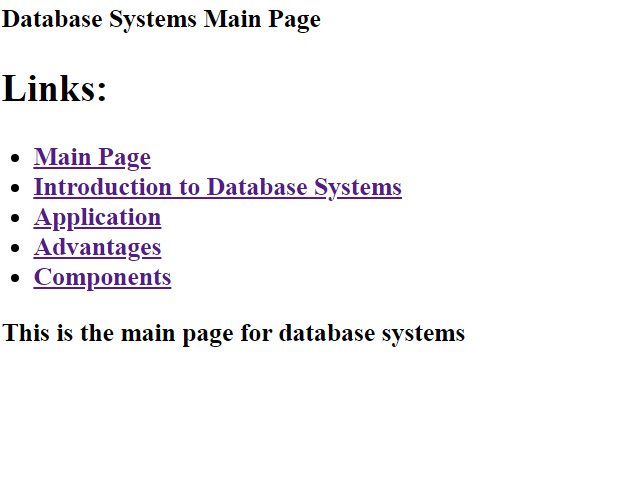 Database Systems Main Page
Links:
Main Page
Introduction to Database Systems
Application
Advantages
Components
This is the main page for database systems